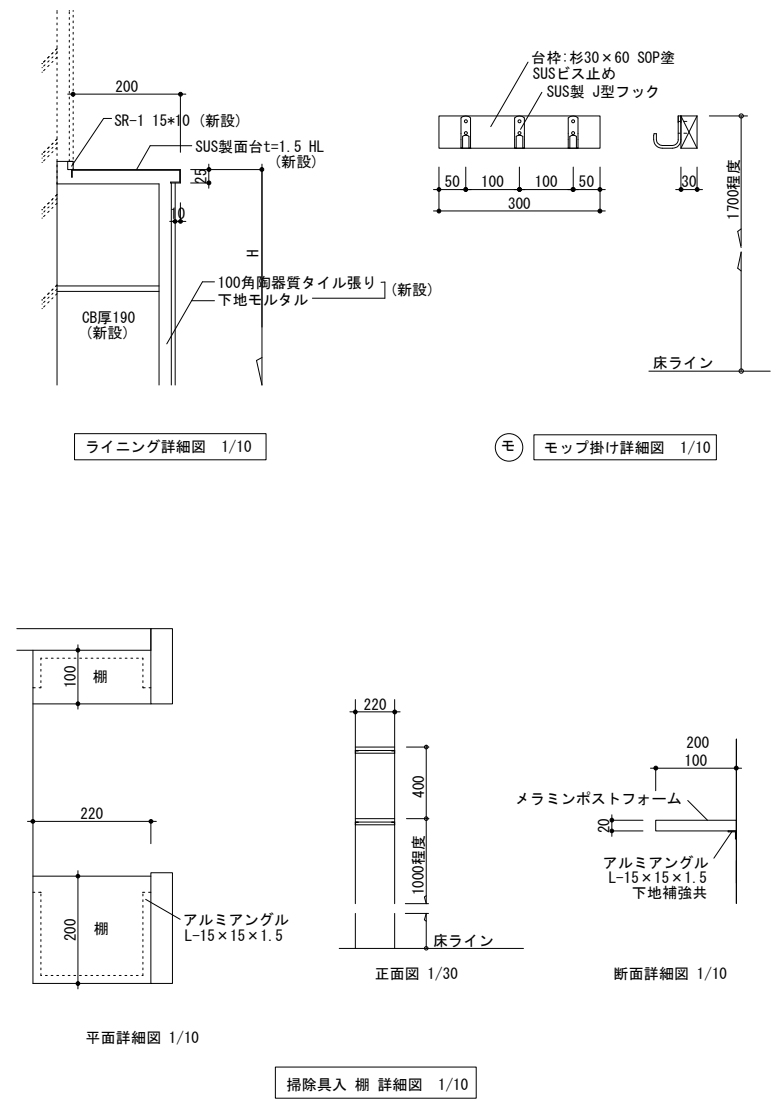 200
SR-1 15*10 (新設)
SUS製面台t=1.5 HL
(新設)
25
10
H
100角陶器質タイル張り
下地モルタル
(新設)
CB厚190
(新設)
ライニング詳細図 1/10
台枠:杉30×60 SOP塗
SUSビス止め
SUS製 J型フック
50 100 100 50
300
30
1700程度
床ライン
モ
モップ掛け詳細図 1/10
100
棚
220
200
棚
アルミアングル
L-15×15×1.5
平面詳細図 1/10
220
400
1000程度
床ライン
正面図 1/30
200
100
メラミンポストフォーム
20
アルミアングル
L-15×15×1.5
下地補強共
断面詳細図 1/10
掃除具入 棚 詳細図 1/10